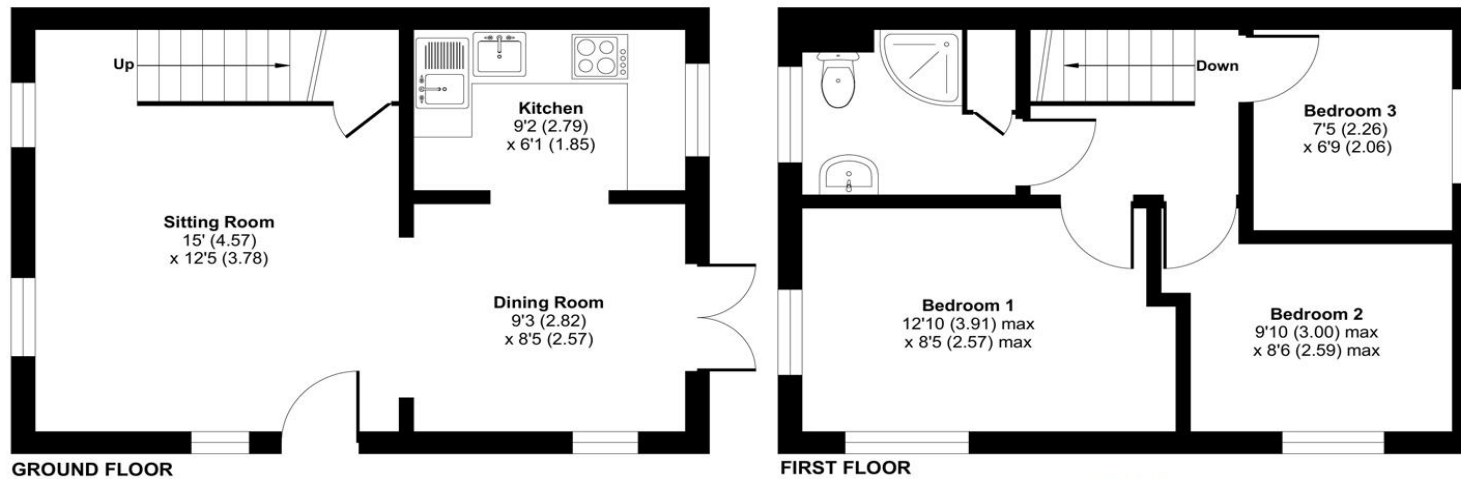 Up
Kitchen
9'2 (2.79)
x 6'1 (1.85)
Sitting Room
15' (4.57)
x 12'5 (3.78)
Dining Room
9'3 (2.82)
x 8'5 (2.57)
GROUND FLOOR
Down
Bedroom 3
7'5 (2.26)
x 6'9 (2.06)
Bedroom 1
12'10 (3.91) max
x 8'5 (2.57) max
Bedroom 2
9'10 (3.00) max
x 8'6 (2.59) max
FIRST FLOOR